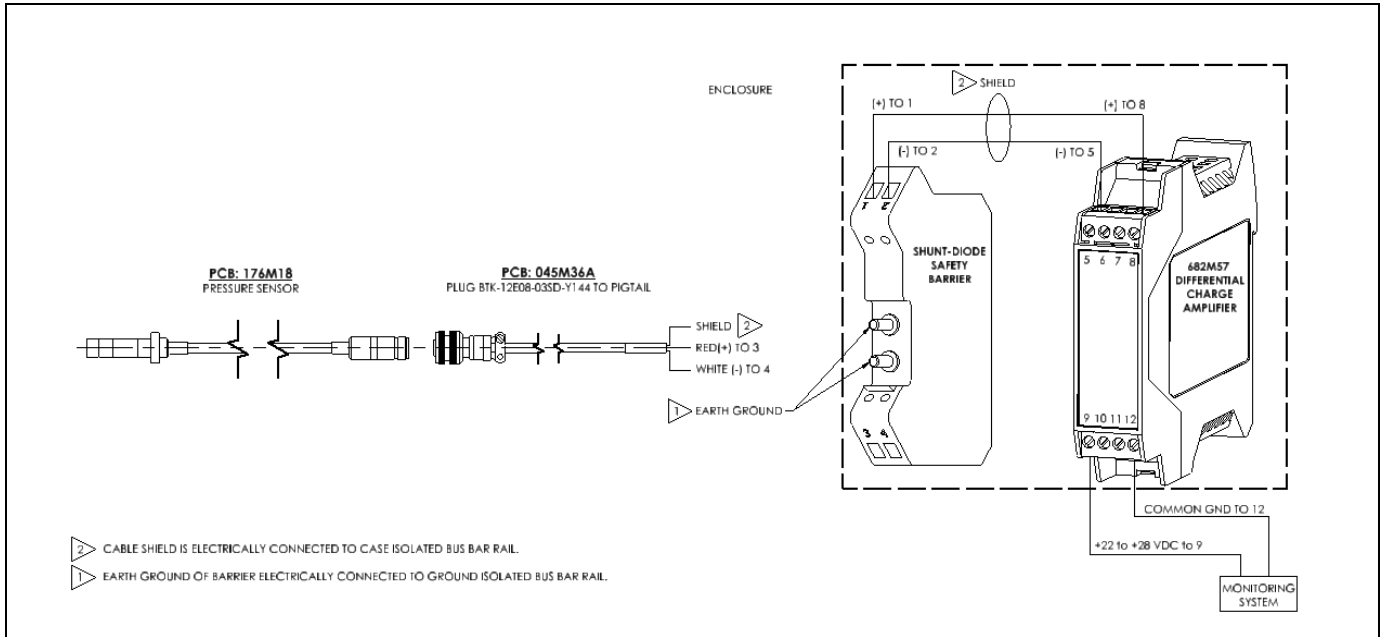 ENCLOSURE
2 SHIELD
(+) TO 1
(+) TO 8
(-) TO 2
(-) TO 5
1 2
SHUNT-DIODE
SAFETY
BARRIER
3 4
5 6 7 8
682M57
DIFFERENTIAL
CHARGE
AMPLIFIER
9 10 11 12
PCB: 176M18
PRESSURE SENSOR
PCB: 045M36A
PLUG BTK-12E08-03SD-Y144 TO PIGTAIL
SHIELD 2
RED(+) TO 3
WHITE (-) TO 4
1 EARTH GROUND
COMMON GND TO 12
+22 to +28 VDC to 9
MONITORING
SYSTEM
2 CABLE SHIELD IS ELECTRICALLY CONNECTED TO CASE ISOLATED BUS BAR RAIL.
1 EARTH GROUND OF BARRIER ELECTRICALLY CONNECTED TO GROUND ISOLATED BUS BAR RAIL.